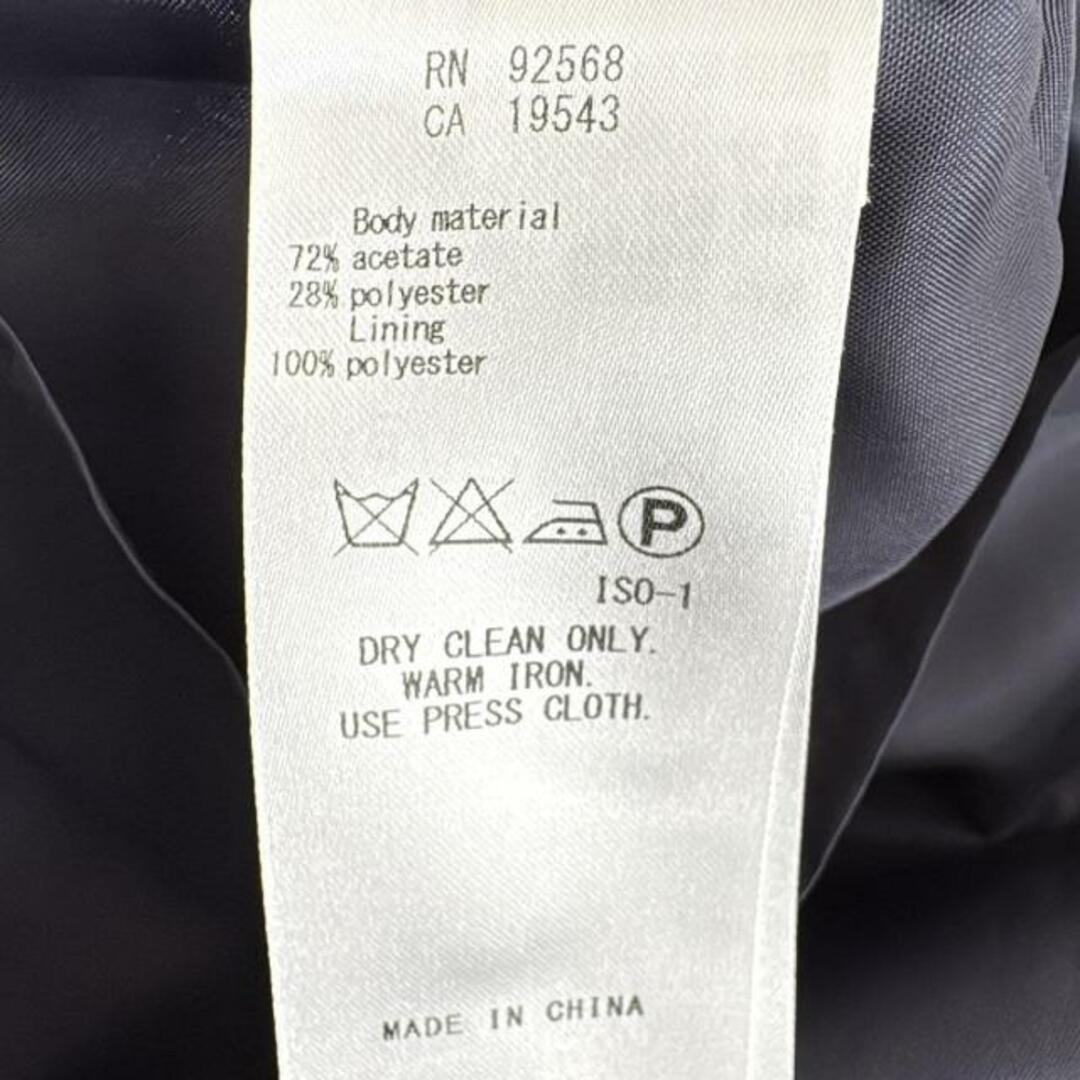 RN 92568
CA 19543
Body material
72% acetate
28% polyester
Lining
100% polyester
P
ISO-1
DRY CLEAN ONLY.
WARM IRON.
USE PRESS CLOTH.
MADE IN CHINA